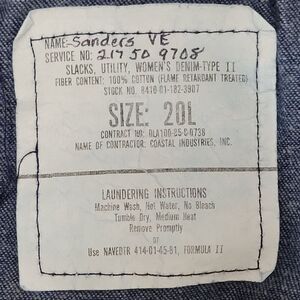 NAME: Sanders VE
SERVICE NO: 217 50 9708
SLACKS, UTILITY, WOMEN'S DENIM-TYPE II
FIBER CONTENT: 100% COTTON (FLAME RETARDANT TREATED)
STOCK NO. 8410-01-182-3907
SIZE: 20L
CONTRACT NO: DLA100-85-C-0738
NAME OF CONTRACTOR: COASTAL INDUSTRIES, INC.
LAUNDERING INSTRUCTIONS
Machine Wash, Hot Water, No Bleach
Tumble Dry, Medium Heat
Remove Promptly
or
Use NAVEDTR 414-01-45-81, FORMULA II